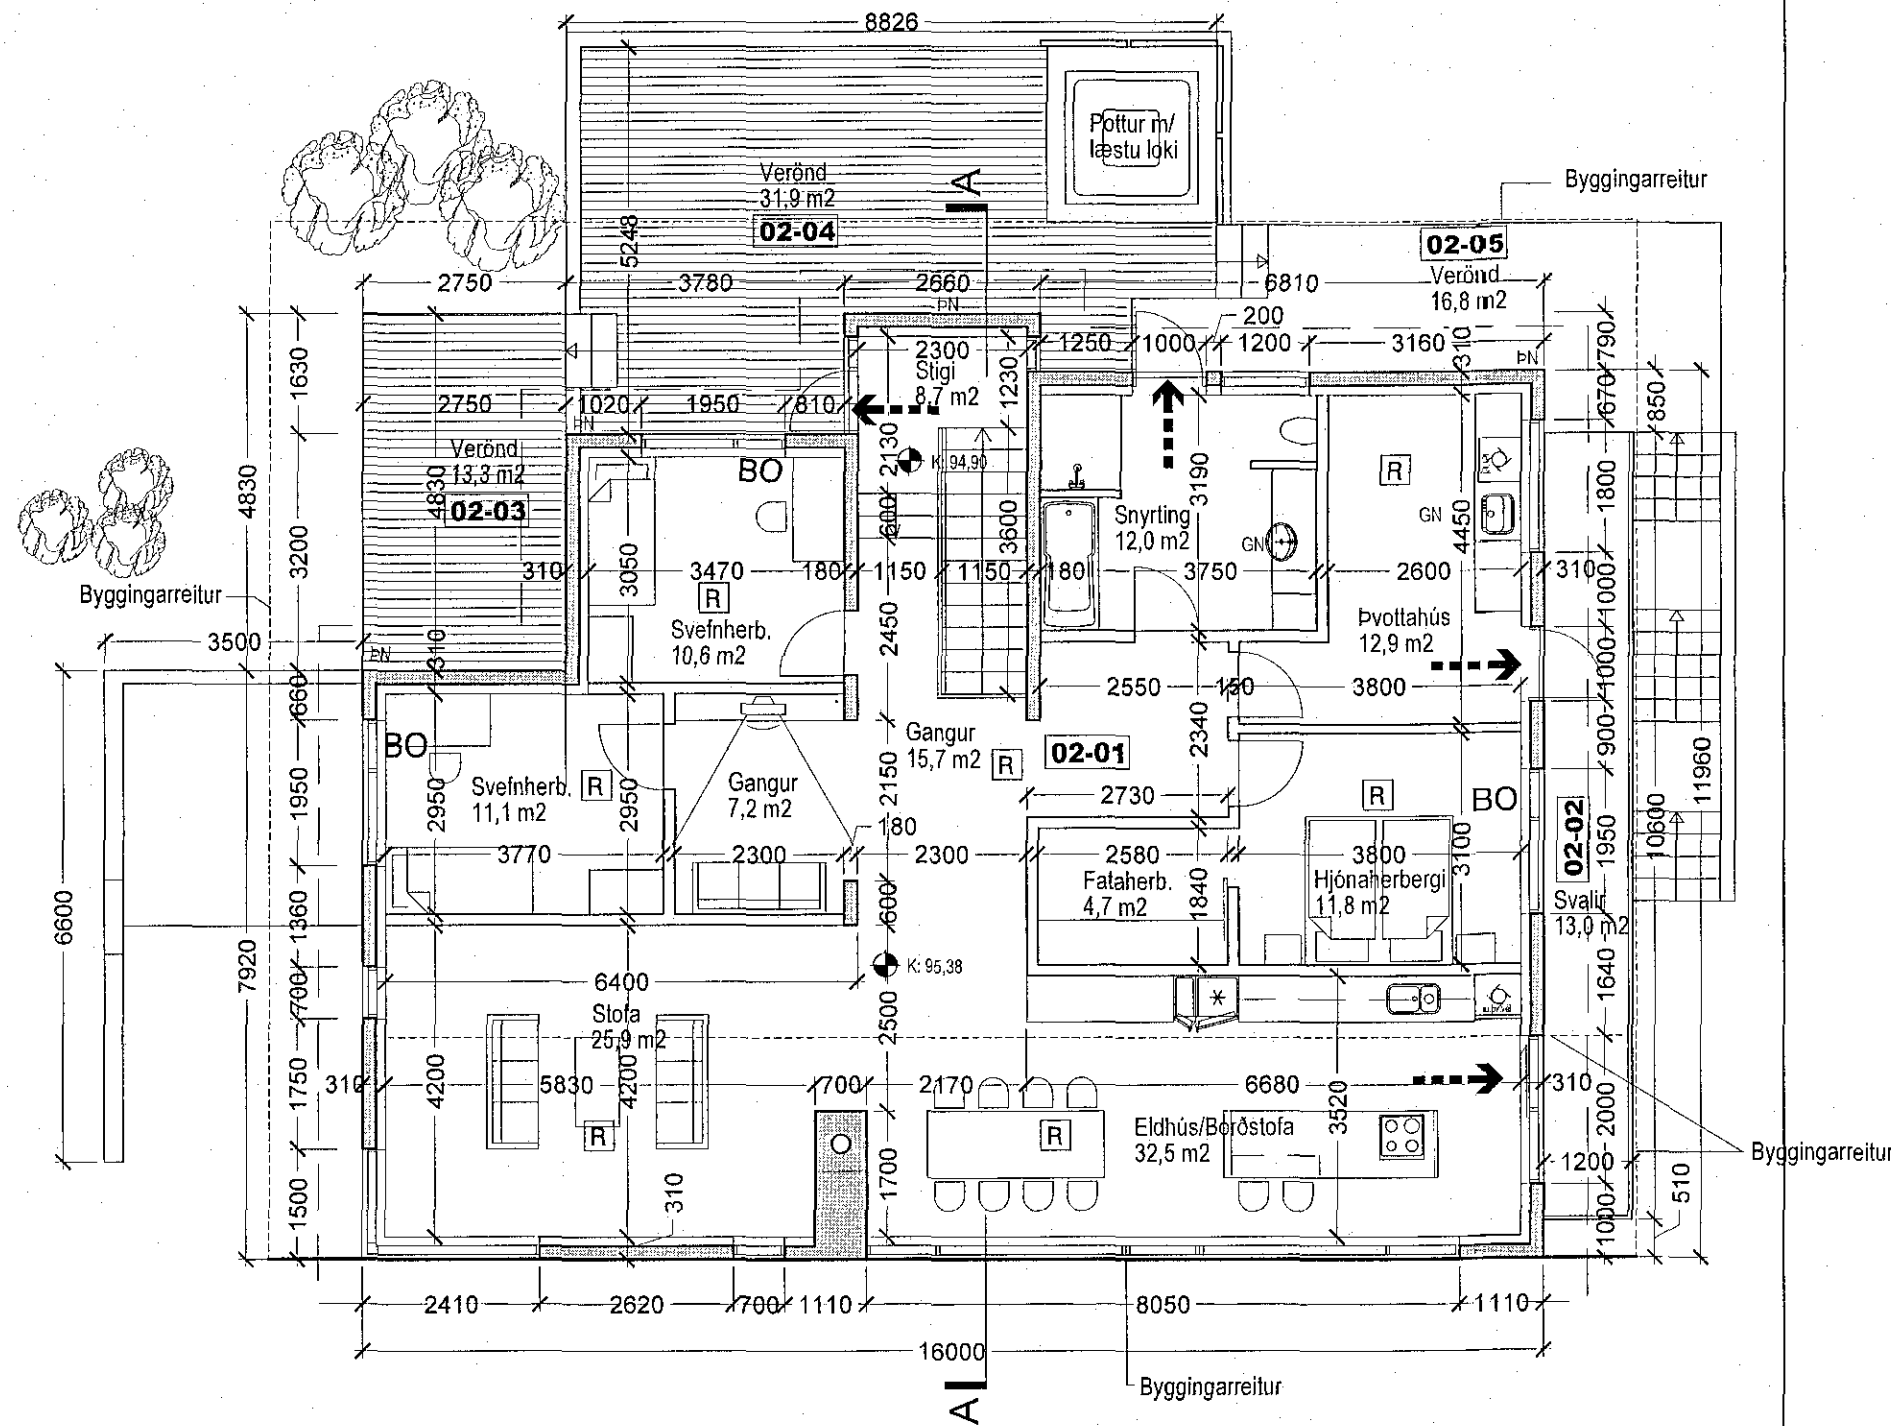 8826
Pottur m/
læstu loki
Verönd
31,9 m2
02-04
A
Byggingarreitur
02-05
Verönd
16,8 m2
5248
2750
3780
2660
6810
ÞN
200
2300
1250
1000
1200
3160
310
790
ÞN
1630
Stigi
8,7 m2
1230
670
850
2750
1020
1950
810
ÞN
Verönd
13,3 m2
02-03
4830
4830
BO
2130
K: 94,90
3190
R
1800
600
3600
Snyrting
12,0 m2
GN
GN
4450
3200
310
3050
3470
180
1150
1150
180
3750
2600
310
1000
Byggingarreitur
R
Svefnherb.
10,6 m2
2450
Þvottahús
12,9 m2
3500
ÞN
310
660
2550
150
3800
1000
Gangur
15,7 m2
R
02-01
2340
900
11960
BO
Svefnherb.
11,1 m2
R
Gangur
7,2 m2
2150
2730
R
BO
1950
2950
2950
1950
10600
02-02
180
3770
2300
2300
2580
3800
3100
Fataherb.
4,7 m2
1840
Hjónaherbergi
11,8 m2
Svalir
13,0 m2
600
1360
6600
7920
K: 95,38
6400
700
Stofa
25,9 m2
2500
1640
310
5830
700
2170
6680
310
1750
4200
4200
3520
2000
R
R
Eldhús/Borðstofa
32,5 m2
Byggingarreitur
1200
1700
510
310
1500
1000
2410
2620
700
1110
8050
1110
16000
A
Byggingarreitur